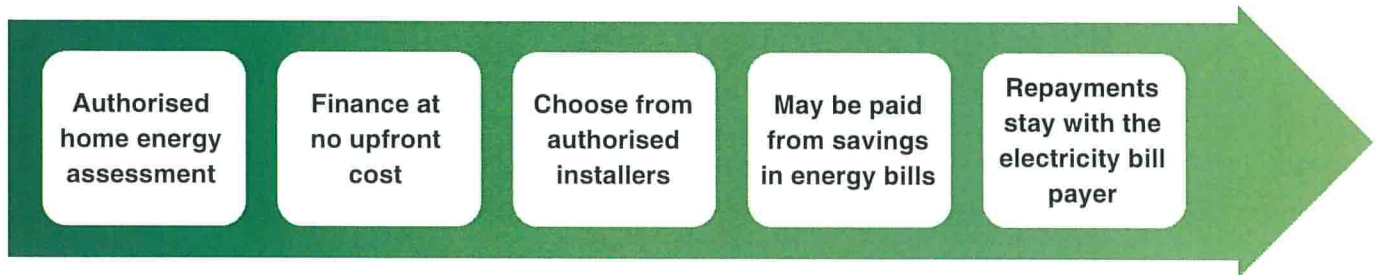 Authorised
home energy
assessment
Finance at
no upfront
cost
Choose from
authorised
installers
May be paid
from savings
in energy bills
Repayments
stay with the
electricity bill
payer